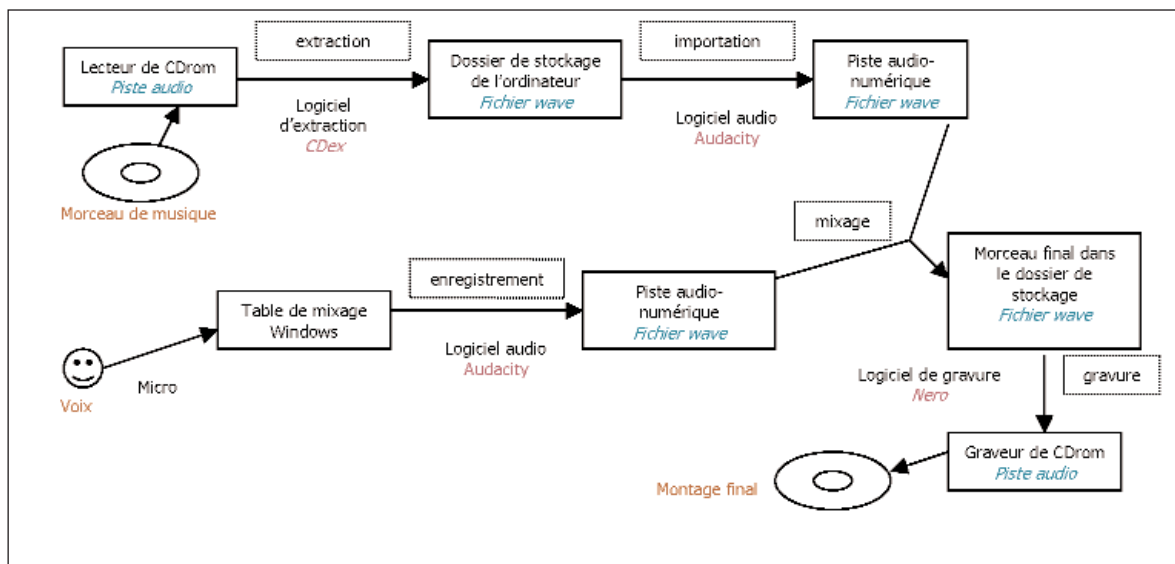 extraction
importation
Lecteur de CDrom
Piste audio
Dossier de stockage
de l'ordinateur
Fichier wave
Piste audio-
numérique
Fichier wave
Logiciel
d'extraction
CDex
Logiciel audio
Audacity
Morceau de musique
mixage
enregistrement
Morceau final dans
le dossier de
stockage
Fichier wave
Table de mixage
Windows
Piste audio-
numérique
Fichier wave
Logiciel audio
Audacity
Micro
Voix
Logiciel de gravure
Nero
gravure
Graveur de CDrom
Piste audio
Montage final